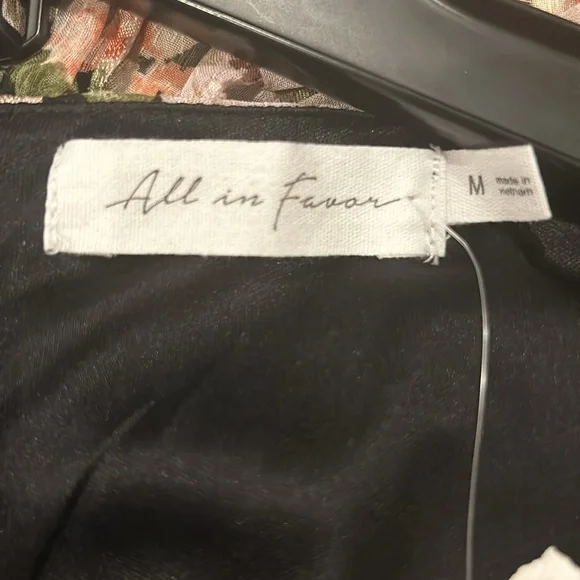 All in Favor
M
made in
vietnam